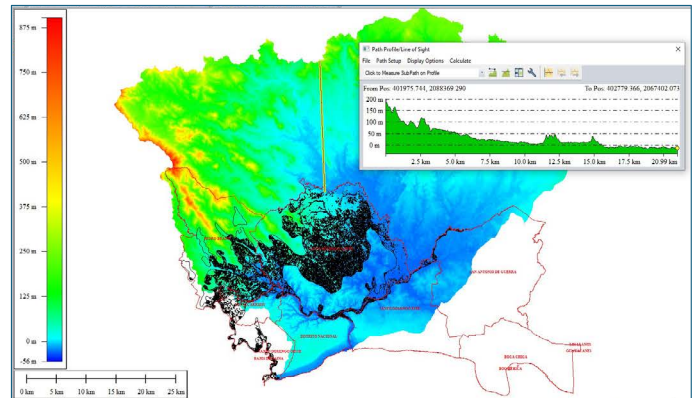 875 m
750 m
625 m
500 m
375 m
250 m
125 m
0 m
-56 m
0 km 5 km 10 km 15 km 20 km 25 km
Path Profile/Line of Sight
File Path Setup Display Options Calculate
Click to Measure SubPath on Profile
From Pos: 401975.744, 2088369.290 To Pos: 402779.366, 2067402.073
200 m
150 m
100 m
50 m
0 m
2.5 km 5.0 km 7.5 km 10.0 km 12.5 km 15.0 km 17.5 km 20.99 km
SAN ANTONIO DE GUERRA
DISTRITO NACIONAL
BOCA CHICA